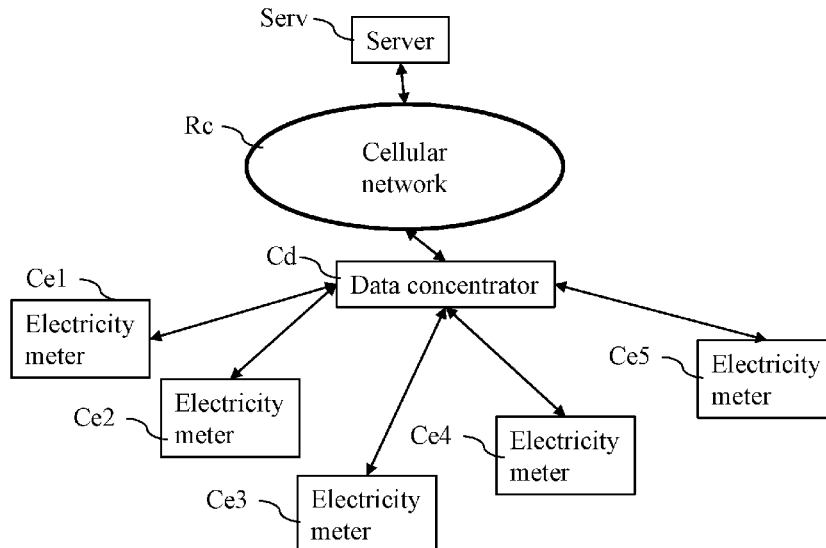 Serv
Server
Rc
Cellular
network
Cd
Data concentrator
Ce1
Electricity
meter
Ce2
Electricity
meter
Ce3
Electricity
meter
Ce4
Electricity
meter
Ce5
Electricity
meter